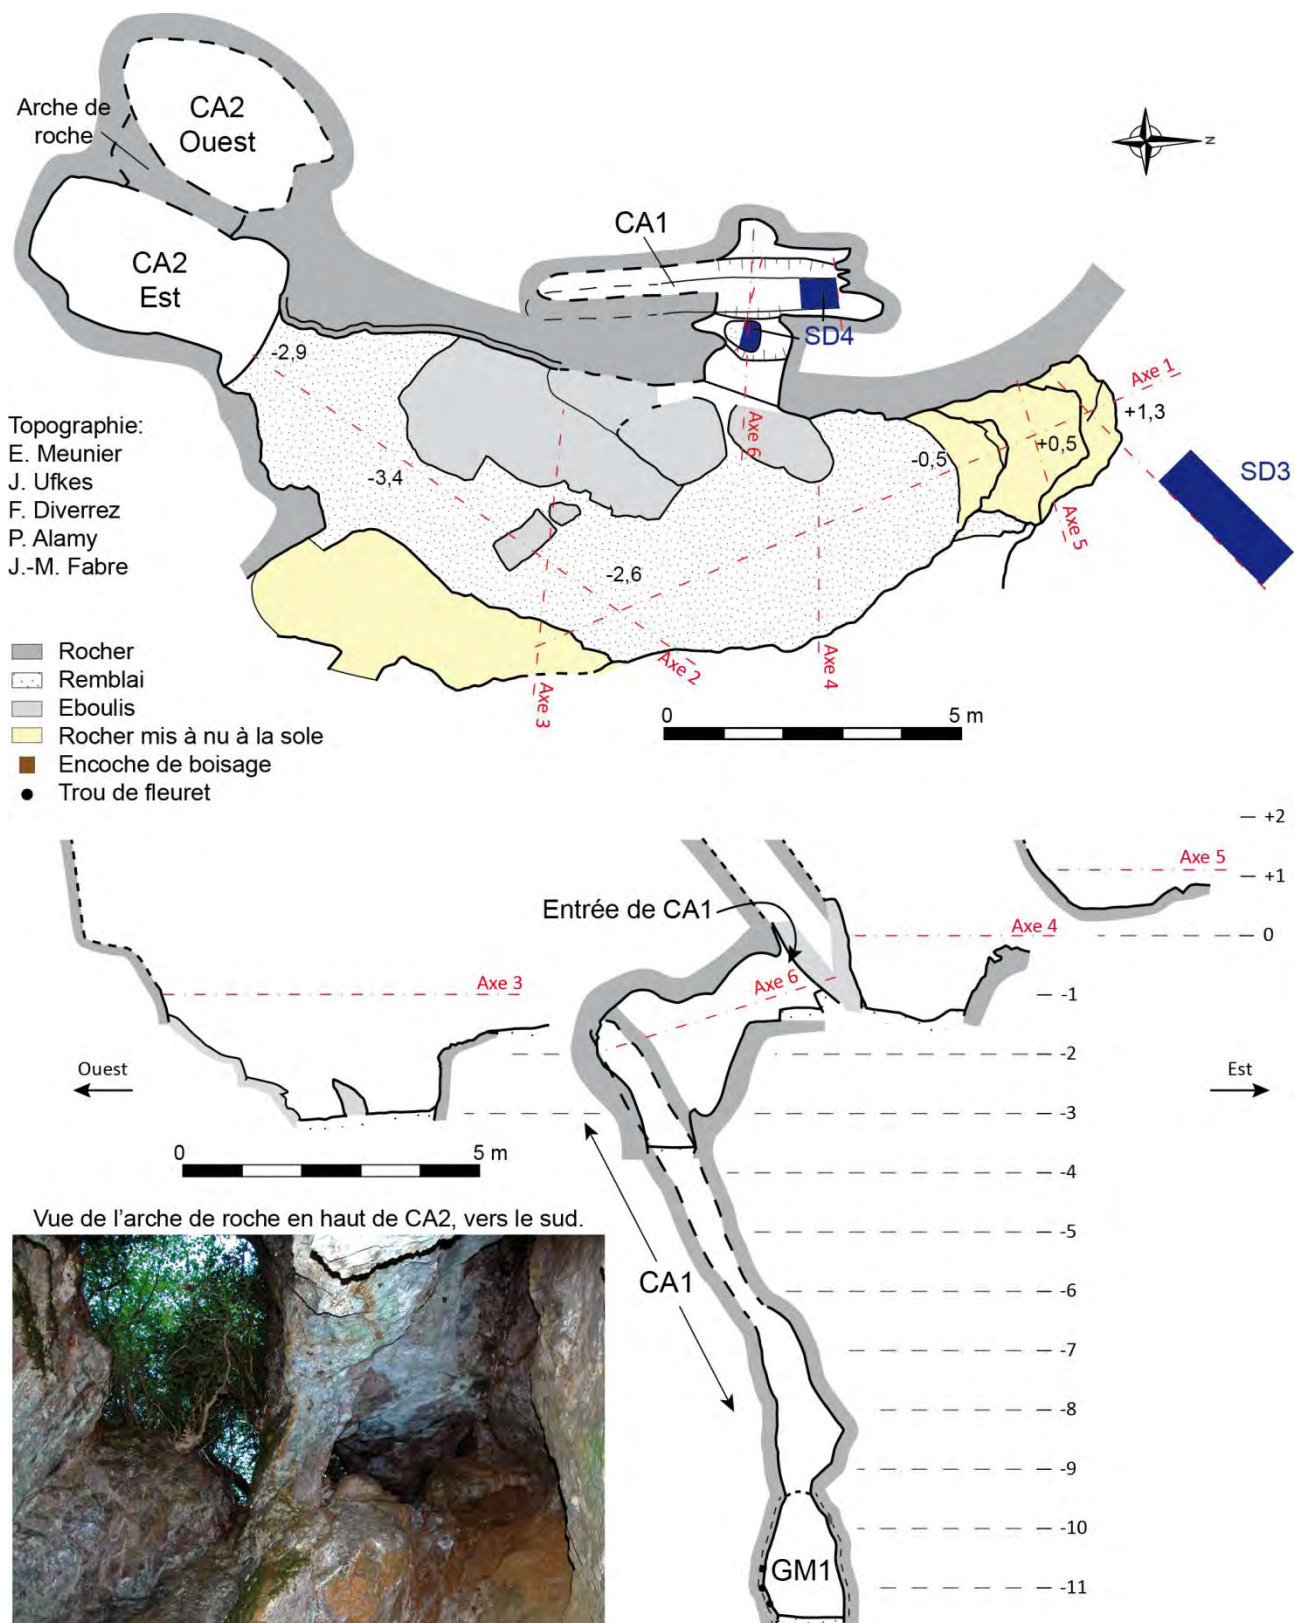 CA2
Ouest
Arche de
roche
CA2
Est
CA1
N
SD4
SD3
Axe 1
+1,3
+0,5
-0,5
Axe 5
Axe 6
-2,9
-3,4
-2,6
Axe 2
Axe 3
Axe 4
Topographie:
E. Meunier
J. Ufkes
F. Diverrez
P. Alamy
J.-M. Fabre
Rocher
Remblai
Eboulis
Rocher mis à nu à la sole
Encoche de boisage
Trou de fleuret
0 5 m
Entrée de CA1
Axe 3
Axe 6
Axe 4
Axe 5
Ouest
Est
+2
+1
0
-1
-2
-3
-4
-5
-6
-7
-8
-9
-10
-11
0 5 m
CA1
GM1
Vue de l'arche de roche en haut de CA2, vers le sud.